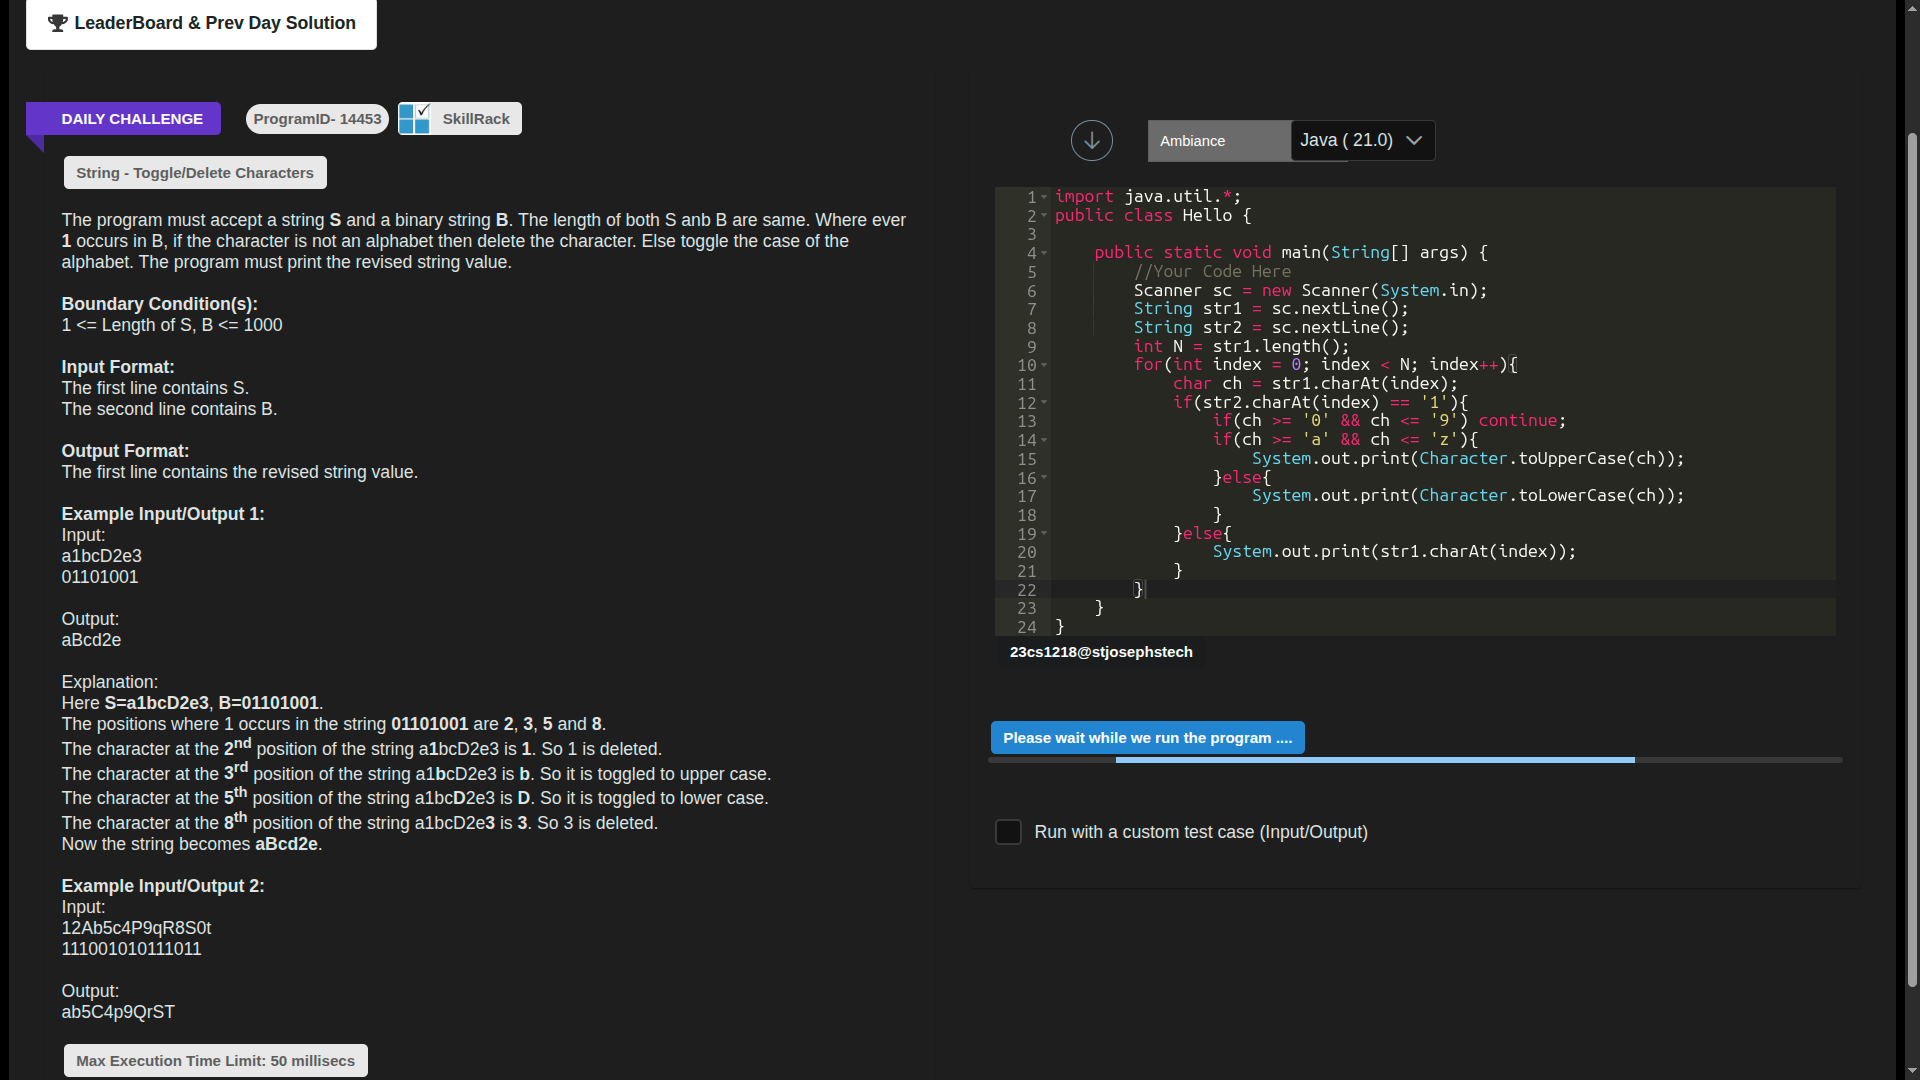 LeaderBoard & Prev Day Solution
DAILY CHALLENGE
ProgramID- 14453
SkillRack
String - Toggle/Delete Characters
The program must accept a string S and a binary string B. The length of both S anb B are same. Where ever
1 occurs in B, if the character is not an alphabet then delete the character. Else toggle the case of the
alphabet. The program must print the revised string value.
Boundary Condition(s):
1 <= Length of S, B <= 1000
Input Format:
The first line contains S.
The second line contains B.
Output Format:
The first line contains the revised string value.
Example Input/Output 1:
Input:
a1bcD2e3
01101001
Output:
aBcd2e
Explanation:
Here S=a1bcD2e3, B=01101001.
The positions where 1 occurs in the string 01101001 are 2, 3, 5 and 8.
The character at the 2nd position of the string a1bcD2e3 is 1. So 1 is deleted.
The character at the 3rd position of the string a1bcD2e3 is b. So it is toggled to upper case.
The character at the 5th position of the string a1bcD2e3 is D. So it is toggled to lower case.
The character at the 8th position of the string a1bcD2e3 is 3. So 3 is deleted.
Now the string becomes aBcd2e.
Example Input/Output 2:
Input:
12Ab5c4P9qR8S0t
111001010111011
Output:
ab5C4p9QrST
Max Execution Time Limit: 50 millisecs
Ambiance
Java ( 21.0)
1 import java.util.*;
2 public class Hello {
3
4     public static void main(String[] args) {
5         //Your Code Here
6         Scanner sc = new Scanner(System.in);
7         String str1 = sc.nextLine();
8         String str2 = sc.nextLine();
9         int N = str1.length();
10         for(int index = 0; index < N; index++){
11             char ch = str1.charAt(index);
12             if(str2.charAt(index) == '1'){
13                 if(ch >= '0' && ch <= '9') continue;
14                 if(ch >= 'a' && ch <= 'z'){
15                     System.out.print(Character.toUpperCase(ch));
16                 }else{
17                     System.out.print(Character.toLowerCase(ch));
18                 }
19             }else{
20                 System.out.print(str1.charAt(index));
21             }
22         }
23     }
24 }
23cs1218@stjosephstech
Please wait while we run the program ....
Run with a custom test case (Input/Output)